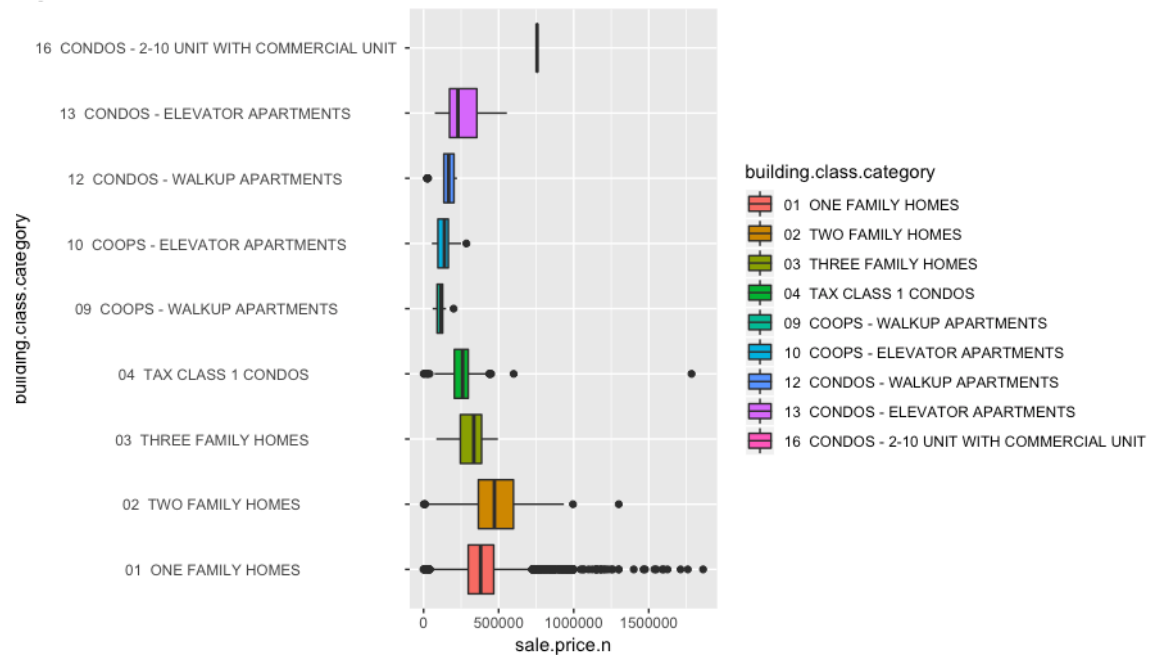 16 CONDOS - 2-10 UNIT WITH COMMERCIAL UNIT
13 CONDOS - ELEVATOR APARTMENTS
12 CONDOS - WALKUP APARTMENTS
10 COOPS - ELEVATOR APARTMENTS
09 COOPS - WALKUP APARTMENTS
04 TAX CLASS 1 CONDOS
03 THREE FAMILY HOMES
02 TWO FAMILY HOMES
01 ONE FAMILY HOMES
building.class.category
0 500000 1000000 1500000
sale.price.n
building.class.category
01 ONE FAMILY HOMES
02 TWO FAMILY HOMES
03 THREE FAMILY HOMES
04 TAX CLASS 1 CONDOS
09 COOPS - WALKUP APARTMENTS
10 COOPS - ELEVATOR APARTMENTS
12 CONDOS - WALKUP APARTMENTS
13 CONDOS - ELEVATOR APARTMENTS
16 CONDOS - 2-10 UNIT WITH COMMERCIAL UNIT